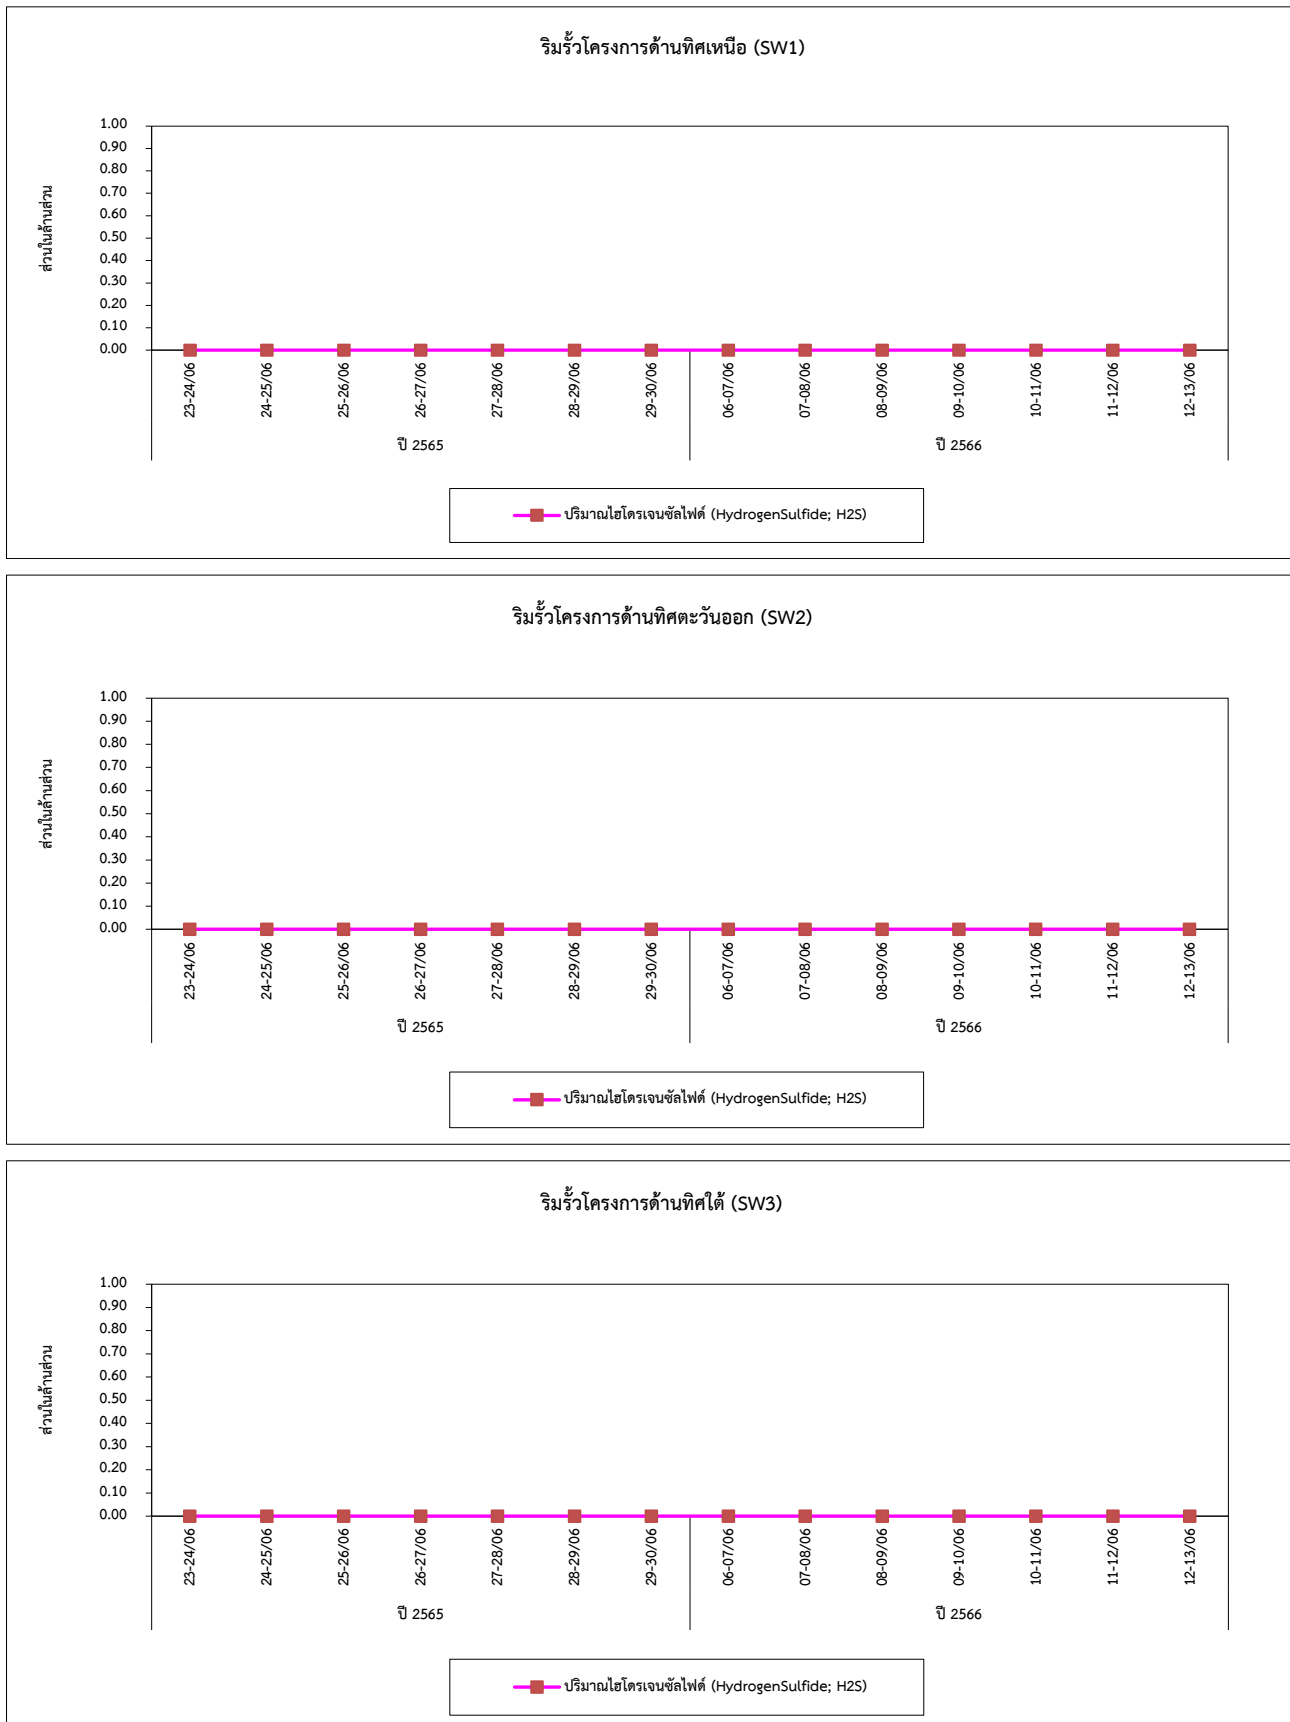 ริมรั้วโครงการด้านทิศเหนือ (SW1)
ส่วนในล้านส่วน
1.00
0.90
0.80
0.70
0.60
0.50
0.40
0.30
0.20
0.10
0.00
23-24/06 24-25/06 25-26/06 26-27/06 27-28/06 28-29/06 29-30/06 06-07/06 07-08/06 08-09/06 09-10/06 10-11/06 11-12/06 12-13/06
ปี 2565 ปี 2566
ปริมาณไฮโดรเจนซัลไฟด์ (HydrogenSulfide; H2S)
ริมรั้วโครงการด้านทิศตะวันออก (SW2)
ส่วนในล้านส่วน
1.00
0.90
0.80
0.70
0.60
0.50
0.40
0.30
0.20
0.10
0.00
23-24/06 24-25/06 25-26/06 26-27/06 27-28/06 28-29/06 29-30/06 06-07/06 07-08/06 08-09/06 09-10/06 10-11/06 11-12/06 12-13/06
ปี 2565 ปี 2566
ปริมาณไฮโดรเจนซัลไฟด์ (HydrogenSulfide; H2S)
ริมรั้วโครงการด้านทิศใต้ (SW3)
ส่วนในล้านส่วน
1.00
0.90
0.80
0.70
0.60
0.50
0.40
0.30
0.20
0.10
0.00
23-24/06 24-25/06 25-26/06 26-27/06 27-28/06 28-29/06 29-30/06 06-07/06 07-08/06 08-09/06 09-10/06 10-11/06 11-12/06 12-13/06
ปี 2565 ปี 2566
ปริมาณไฮโดรเจนซัลไฟด์ (HydrogenSulfide; H2S)